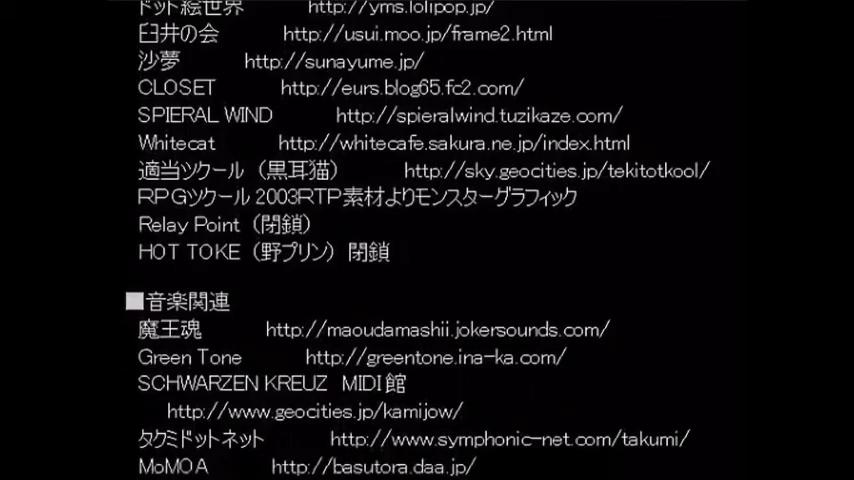 ドット絵世界 http://yms.lolipop.jp/
臼井の会 http://usui.moo.jp/frame2.html
沙夢 http://sunayume.jp/
CLOSET http://eurs.blog65.fc2.com/
SPIERAL WIND http://spieralwind.tuzikaze.com/
Whitecat http://whitecafe.sakura.ne.jp/index.html
適当ツクール（黒耳猫） http://sky.geocities.jp/tekitotkool/
RPGツクール 2003RTP素材よりモンスターグラフィック
Relay Point（閉鎖）
HOT TOKE（野プリン）閉鎖
■音楽関連
魔王魂 http://maoudamashii.jokersounds.com/
Green Tone http://greentone.ina-ka.com/
SCHWARZEN KREUZ MIDI館
http://www.geocities.jp/kamijow/
タクミドットネット http://www.symphonic-net.com/takumi/
MoMOA http://basutora.daa.jp/